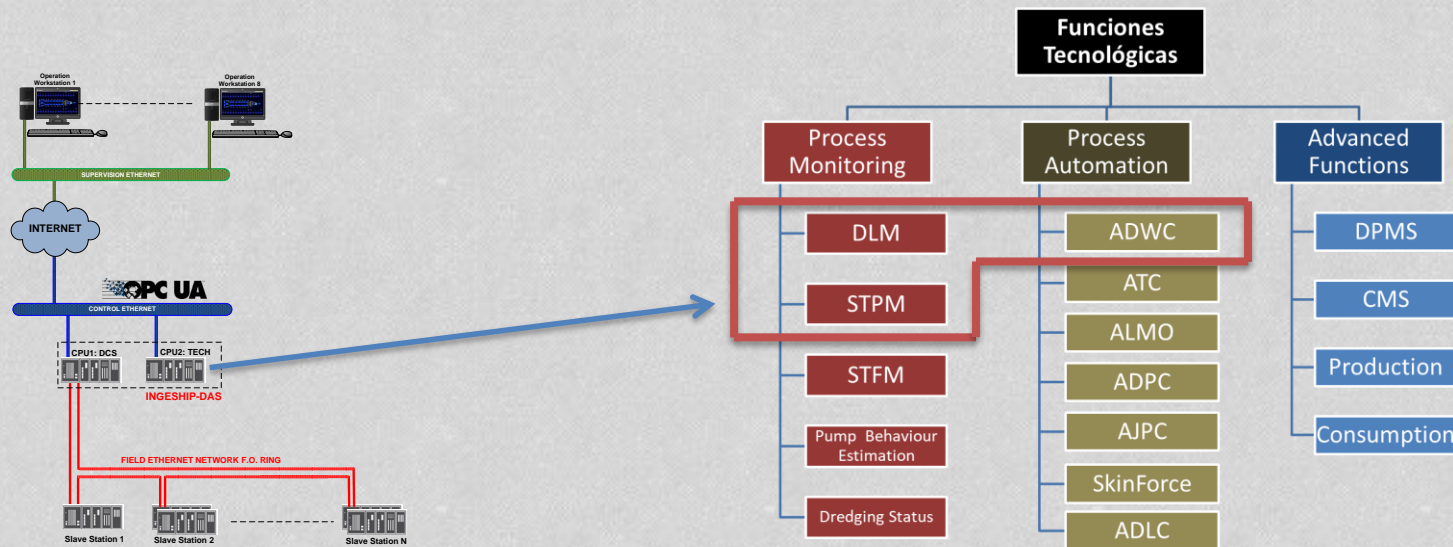 Operation
Workstation 1
Operation
Workstation 8
SUPERVISION ETHERNET
INTERNET
OPC UA
CONTROL ETHERNET
CPU1: DCS
CPU2: TECH
INGESHIP-DAS
FIELD ETHERNET NETWORK F.O. RING
Slave Station 1
Slave Station 2
Slave Station N
Funciones
Tecnológicas
Process
Monitoring
DLM
STPM
STFM
Pump Behaviour
Estimation
Dredging Status
Process
Automation
ADWC
ATC
ALMO
ADPC
AJPC
SkinForce
ADLC
Advanced
Functions
DPMS
CMS
Production
Consumption